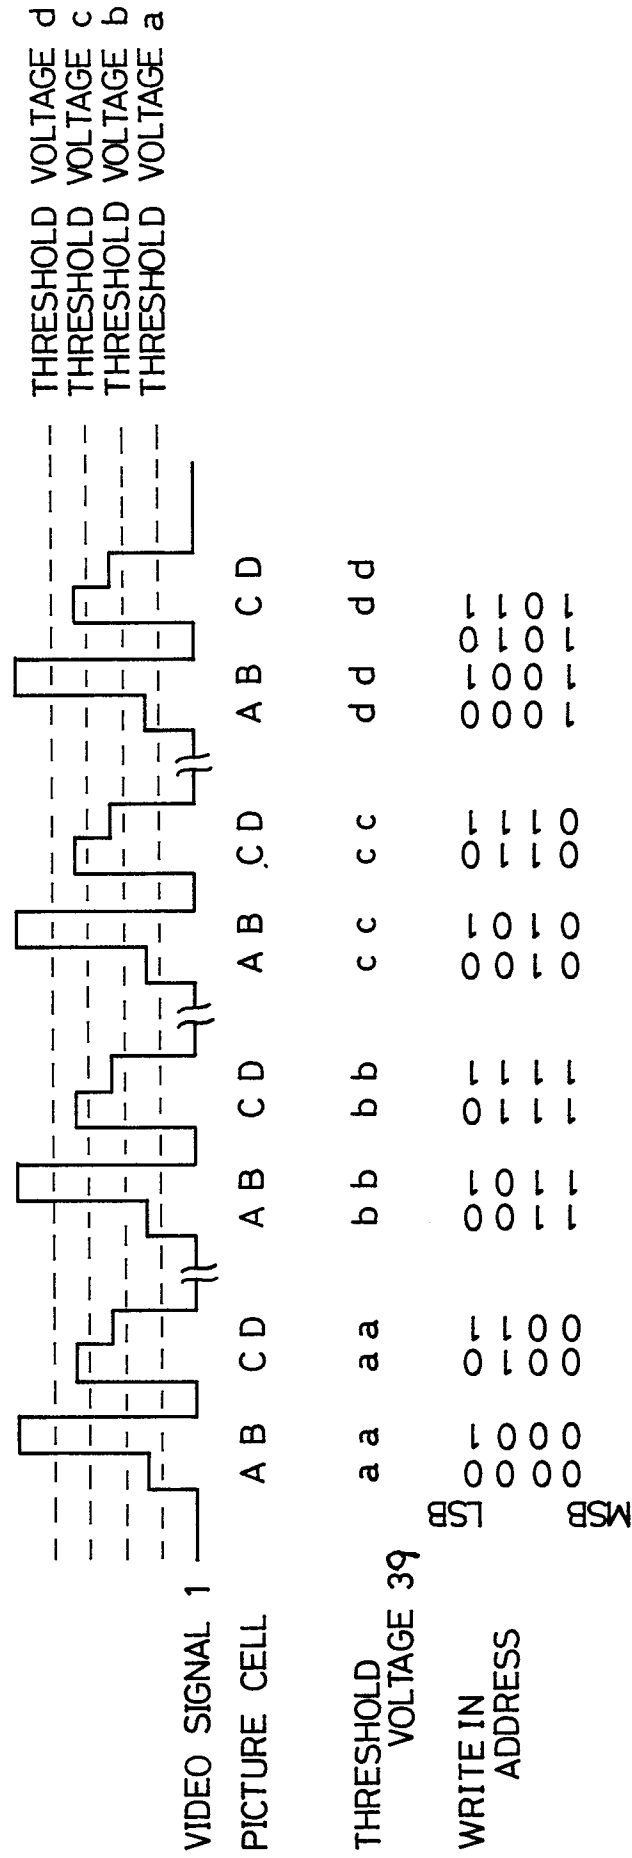 THRESHOLD VOLTAGE d
THRESHOLD VOLTAGE c
THRESHOLD VOLTAGE b
THRESHOLD VOLTAGE a
VIDEO SIGNAL 1
PICTURE CELL A B C D A B C D A B C D A B C D
THRESHOLD VOLTAGE 39 a a a a b b b b c c c c d d d d
WRITE IN ADDRESS
LSB 0 1 0 1 0 1 0 1 0 1 0 1 0 1 0 1
0 0 1 1 0 0 1 1 0 0 1 1 0 0 1 1
0 0 0 0 1 1 1 1 1 1 1 1 0 0 0 0
MSB 0 0 0 0 1 1 1 1 0 0 0 0 1 1 1 1